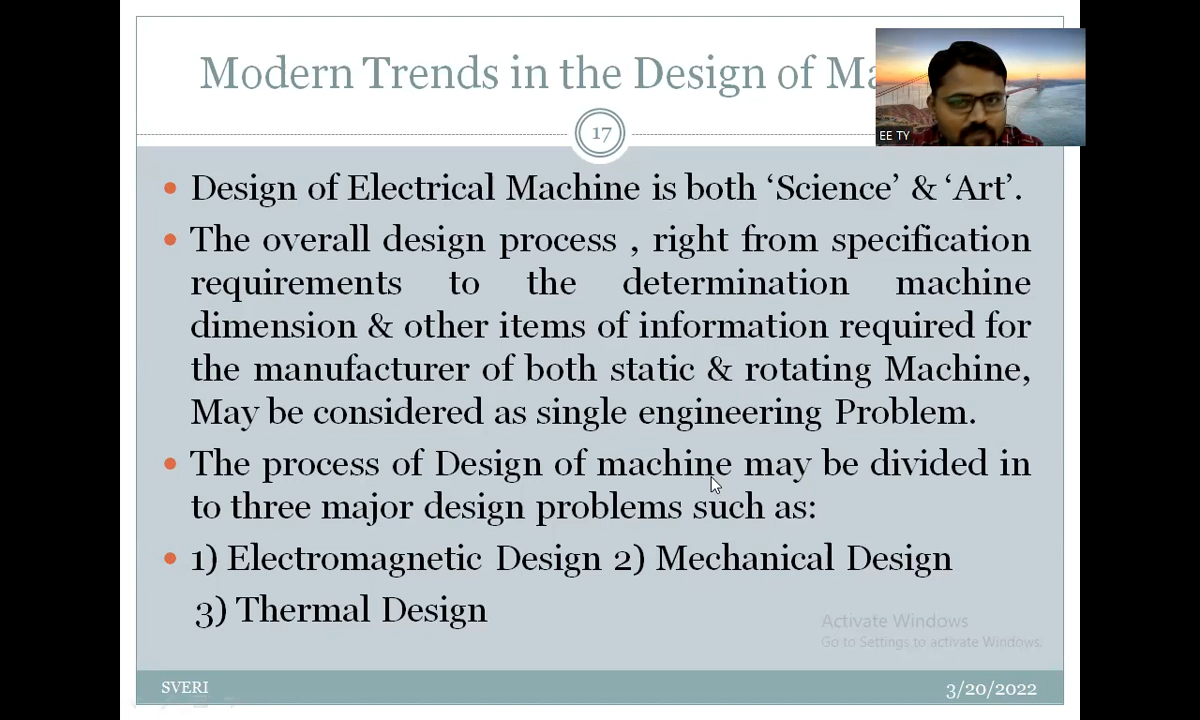 Modern Trends in the Design of Ma
EE TY
17
• Design of Electrical Machine is both ‘Science’ & ‘Art’.
• The overall design process , right from specification
requirements to the determination machine
dimension & other items of information required for
the manufacturer of both static & rotating Machine,
May be considered as single engineering Problem.
• The process of Design of machine may be divided in
to three major design problems such as:
• 1) Electromagnetic Design 2) Mechanical Design
3) Thermal Design
Activate Windows
Go to Settings to activate Windows.
SVERI
3/20/2022